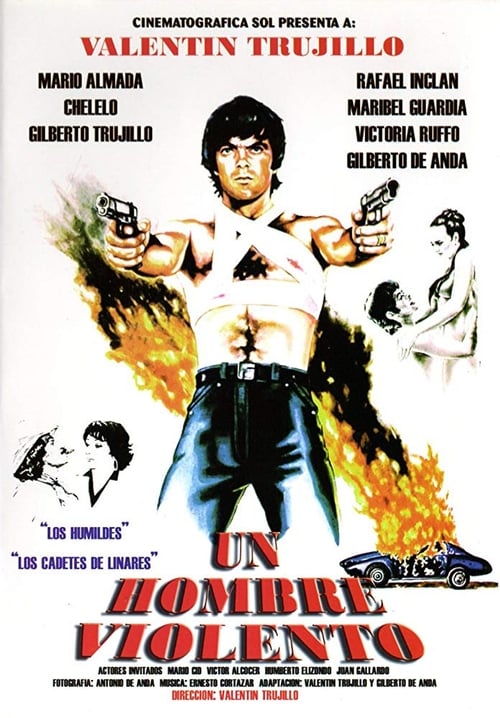 CINEMATOGRAFICA SOL PRESENTA A:
VALENTIN TRUJILLO
MARIO ALMADA
CHELELO
GILBERTO TRUJILLO
RAFAEL INCLAN
MARIBEL GUARDIA
VICTORIA RUFFO
GILBERTO DE ANDA
"LOS HUMILDES"
"LOS CADETES DE LINARES"
UN
HOMBRE
VIOLENTO
ACTORES INVITADOS MARIO CID VICTOR ALCOCER HUMBERTO ELIZONDO JUAN GALLARDO
FOTOGRAFIA: ANTONIO DE ANDA MUSICA: ERNESTO CORTAZAR ADAPTACION: VALENTIN TRUJILLO Y GILBERTO DE ANDA
DIRECCION: VALENTIN TRUJILLO